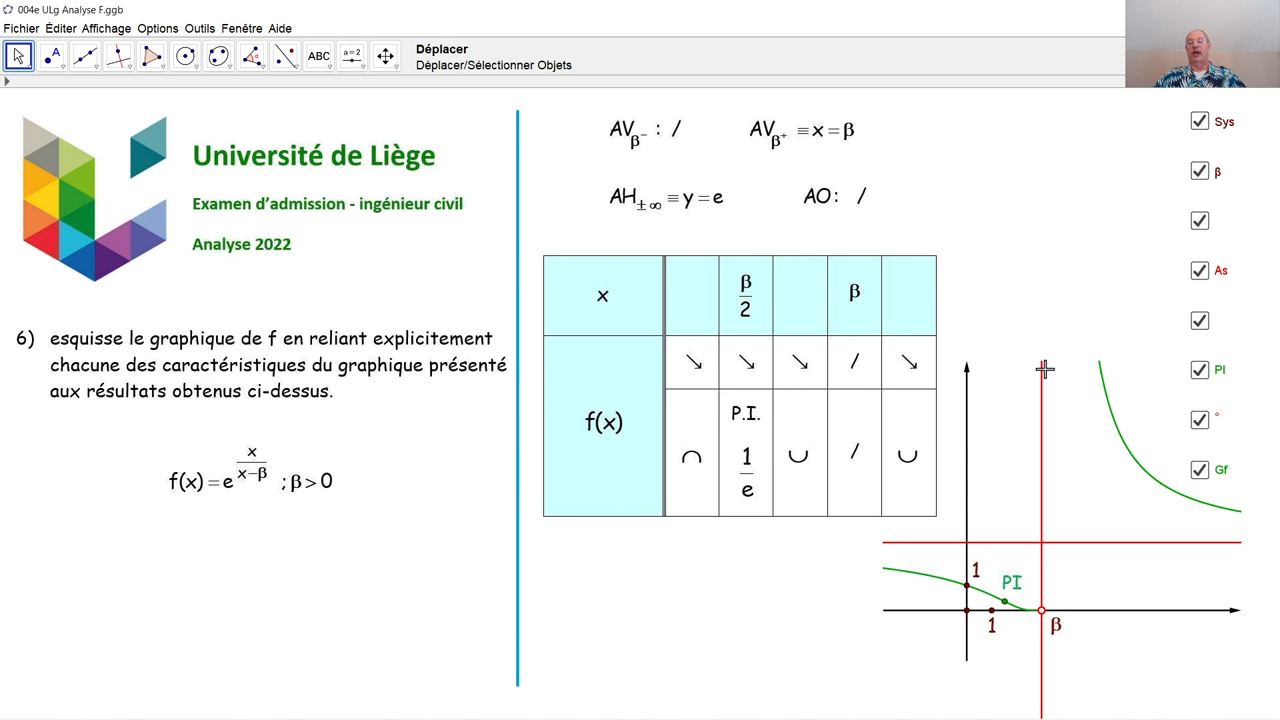 004e ULg Analyse F.ggb
Fichier Éditer Affichage Options Outils Fenêtre Aide
A
ABC
a=2
Déplacer
Déplacer/Sélectionner Objets
Université de Liège
Examen d'admission - ingénieur civil
Analyse 2022
6) esquisse le graphique de f en reliant explicitement
chacune des caractéristiques du graphique présenté
aux résultats obtenus ci-dessus.
f(x) = e^(x/(x−β)) ; β > 0
AV_β⁻ : / AV_β⁺ ≡ x = β
AH_±∞ ≡ y = e AO : /
x β/2 β
f(x) ↘ ↘ ↘ / ↘
∩ P.I. 1/e ∪ / ∪
1
PI
1
β
Sys
β
As
PI
°
Gf